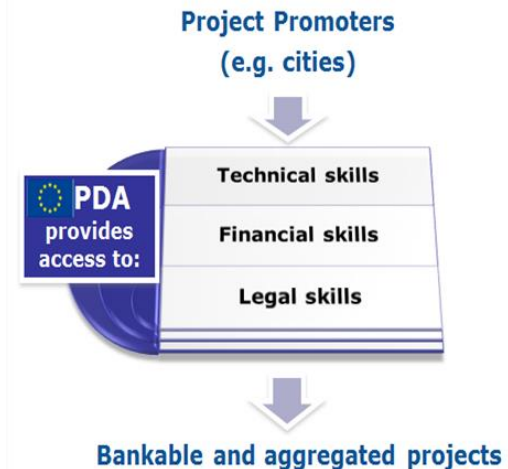 Project Promoters
(e.g. cities)
PDA
provides
access to:
Technical skills
Financial skills
Legal skills
Bankable and aggregated projects